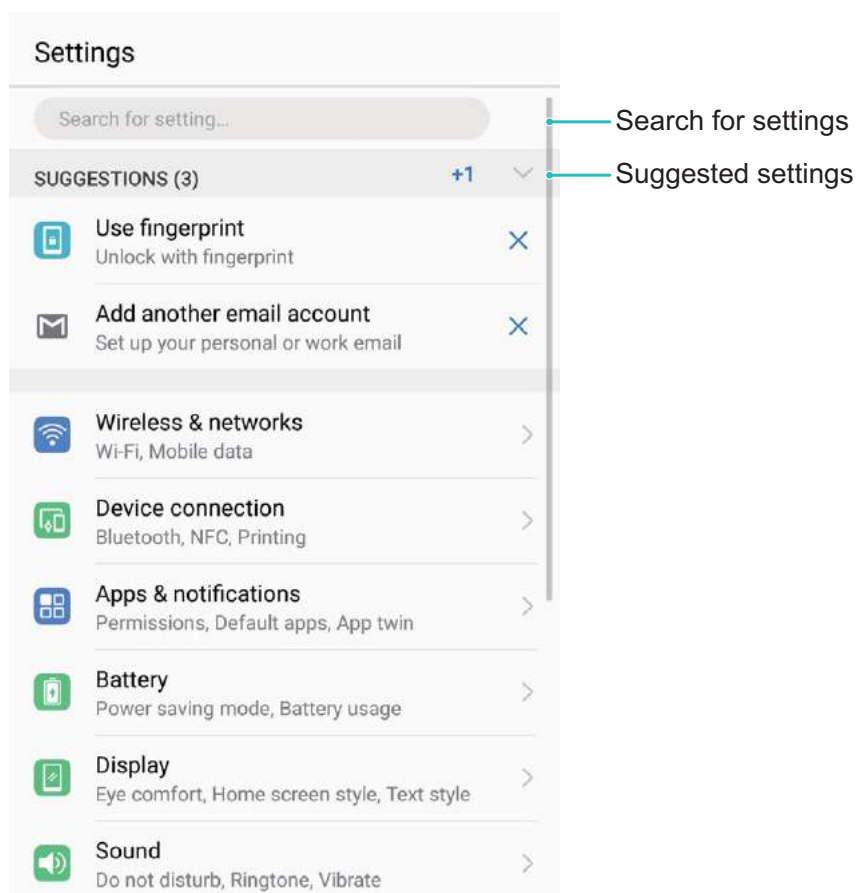 Settings
Search for setting...
Search for settings
SUGGESTIONS (3) +1
Suggested settings
Use fingerprint
Unlock with fingerprint
Add another email account
Set up your personal or work email
Wireless & networks
Wi-Fi, Mobile data
Device connection
Bluetooth, NFC, Printing
Apps & notifications
Permissions, Default apps, App twin
Battery
Power saving mode, Battery usage
Display
Eye comfort, Home screen style, Text style
Sound
Do not disturb, Ringtone, Vibrate